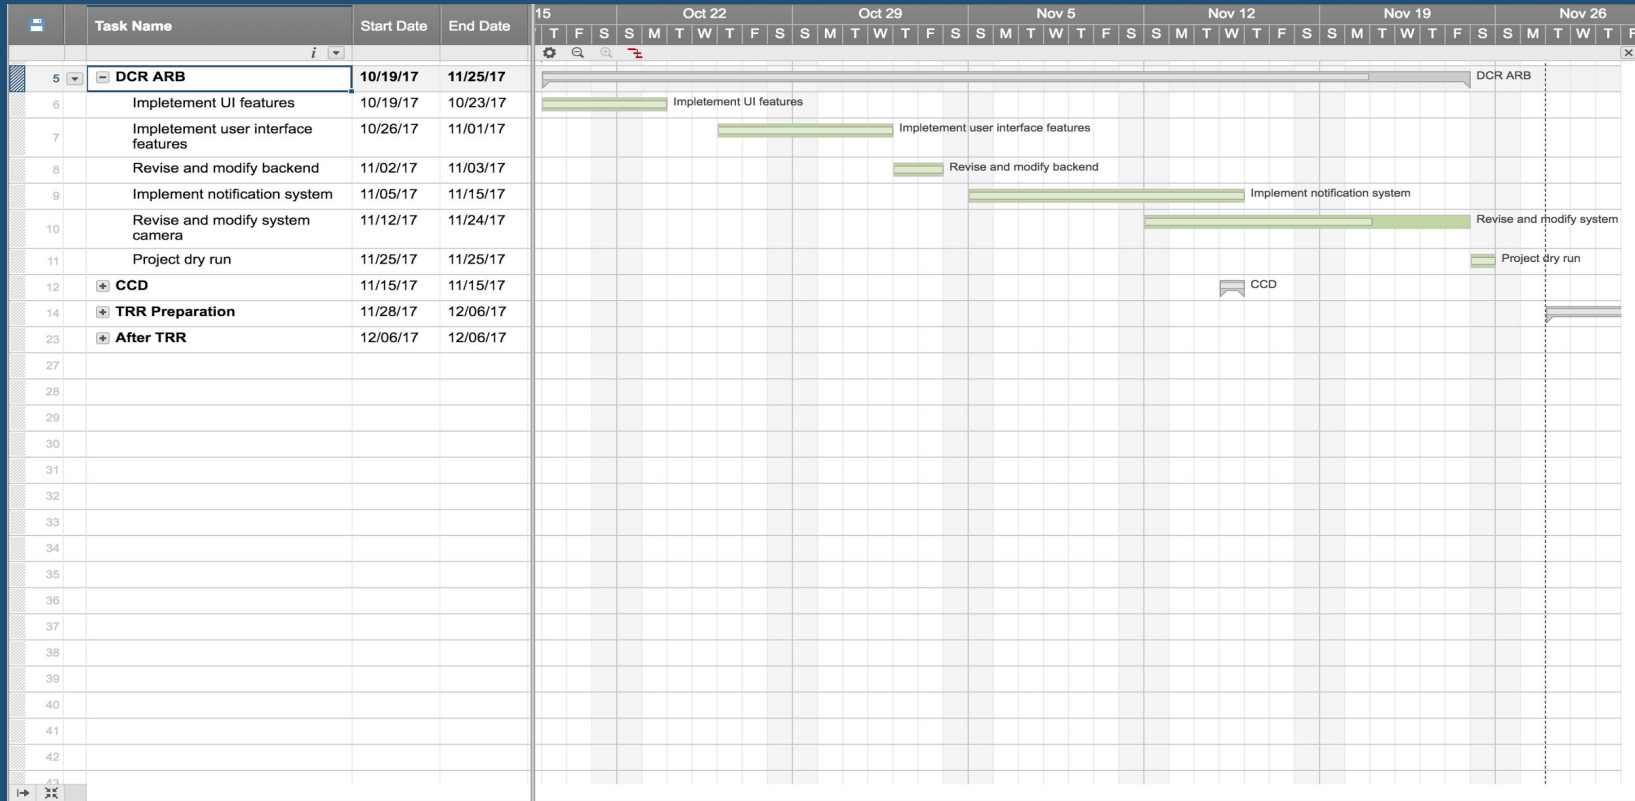 Task Name Start Date End Date 15 Oct 22 Oct 29 Nov 5 Nov 12 Nov 19 Nov 26
T F S S M T W T F S S M T W T F S S M T W T F S S M T W T F S S M T W T F S S M T W T
i
5 DCR ARB 10/19/17 11/25/17 DCR ARB
6 Impletement UI features 10/19/17 10/23/17 Impletement UI features
7 Impletement user interface 10/26/17 11/01/17 Impletement user interface features
features
8 Revise and modify backend 11/02/17 11/03/17 Revise and modify backend
9 Implement notification system 11/05/17 11/15/17 Implement notification system
10 Revise and modify system 11/12/17 11/24/17 Revise and modify system
camera
11 Project dry run 11/25/17 11/25/17 Project dry run
12 CCD 11/15/17 11/15/17 CCD
14 TRR Preparation 11/28/17 12/06/17
23 After TRR 12/06/17 12/06/17
27
28
29
30
31
32
33
34
35
36
37
38
39
40
41
42
43